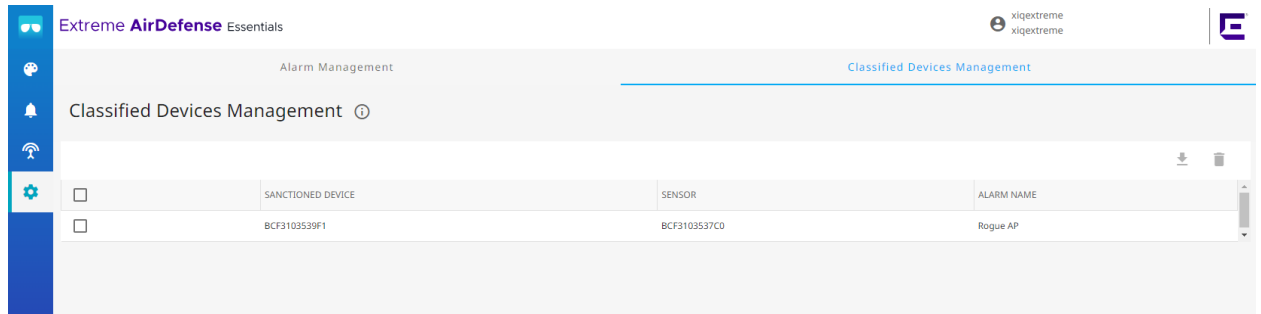 Extreme AirDefense Essentials
xiqextreme
xiqextreme
Alarm Management Classified Devices Management
Classified Devices Management
SANCTIONED DEVICE SENSOR ALARM NAME
BCF3103539F1 BCF3103537C0 Rogue AP